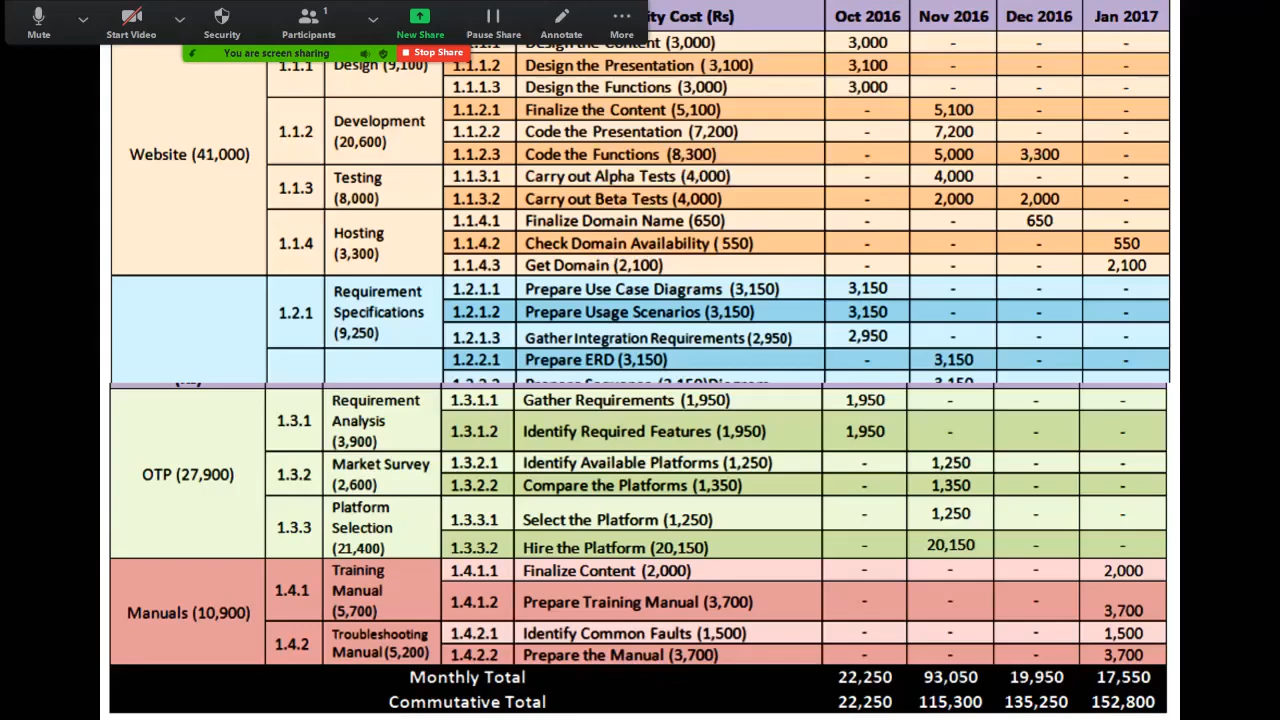 Mute
Start Video
Security
Participants
1
New Share
Pause Share
Annotate
More
You are screen sharing
Stop Share
Cost (Rs) Oct 2016 Nov 2016 Dec 2016 Jan 2017
Website (41,000)
1.1.1 Design (9,100)
(3,000) 3,000 - - -
1.1.1.2 Design the Presentation ( 3,100) 3,100 - - -
1.1.1.3 Design the Functions (3,000) 3,000 - - -
1.1.2 Development (20,600)
1.1.2.1 Finalize the Content (5,100) - 5,100 - -
1.1.2.2 Code the Presentation (7,200) - 7,200 - -
1.1.2.3 Code the Functions (8,300) - 5,000 3,300 -
1.1.3 Testing (8,000)
1.1.3.1 Carry out Alpha Tests (4,000) - 4,000 - -
1.1.3.2 Carry out Beta Tests (4,000) - 2,000 2,000 -
1.1.4 Hosting (3,300)
1.1.4.1 Finalize Domain Name (650) - - 650 -
1.1.4.2 Check Domain Availability ( 550) - - - 550
1.1.4.3 Get Domain (2,100) - - - 2,100
1.2.1 Requirement Specifications (9,250)
1.2.1.1 Prepare Use Case Diagrams (3,150) 3,150 - - -
1.2.1.2 Prepare Usage Scenarios (3,150) 3,150 - - -
1.2.1.3 Gather Integration Requirements (2,950) 2,950 - - -
1.2.2.1 Prepare ERD (3,150) - 3,150 - -
OTP (27,900)
1.3.1 Requirement Analysis (3,900)
1.3.1.1 Gather Requirements (1,950) 1,950 - - -
1.3.1.2 Identify Required Features (1,950) 1,950 - - -
1.3.2 Market Survey (2,600)
1.3.2.1 Identify Available Platforms (1,250) - 1,250 - -
1.3.2.2 Compare the Platforms (1,350) - 1,350 - -
1.3.3 Platform Selection (21,400)
1.3.3.1 Select the Platform (1,250) - 1,250 - -
1.3.3.2 Hire the Platform (20,150) - 20,150 - -
Manuals (10,900)
1.4.1 Training Manual (5,700)
1.4.1.1 Finalize Content (2,000) - - - 2,000
1.4.1.2 Prepare Training Manual (3,700) - - - 3,700
1.4.2 Troubleshooting Manual (5,200)
1.4.2.1 Identify Common Faults (1,500) - - - 1,500
1.4.2.2 Prepare the Manual (3,700) - - - 3,700
Monthly Total 22,250 93,050 19,950 17,550
Commutative Total 22,250 115,300 135,250 152,800